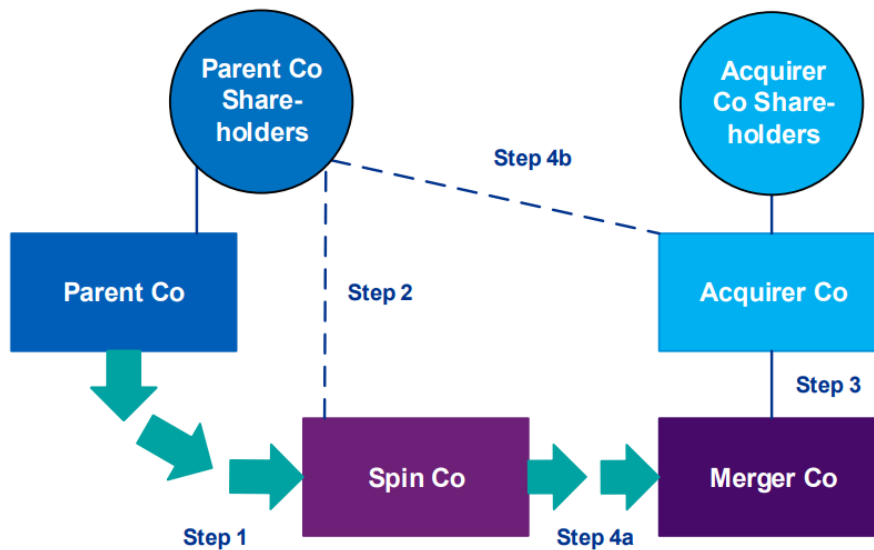 Parent Co
Share-
holders
Acquirer
Co Share-
holders
Step 4b
Parent Co
Step 2
Acquirer Co
Step 3
Spin Co
Merger Co
Step 1
Step 4a